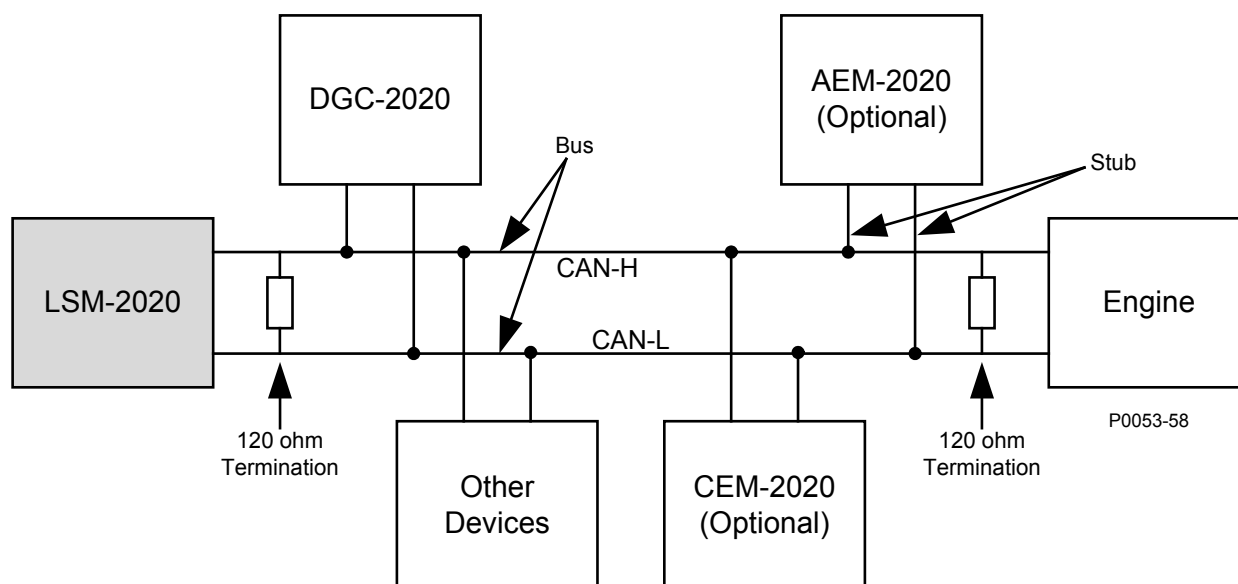 DGC-2020
AEM-2020
(Optional)
Bus
Stub
LSM-2020
CAN-H
CAN-L
Engine
P0053-58
120 ohm
Termination
120 ohm
Termination
Other
Devices
CEM-2020
(Optional)